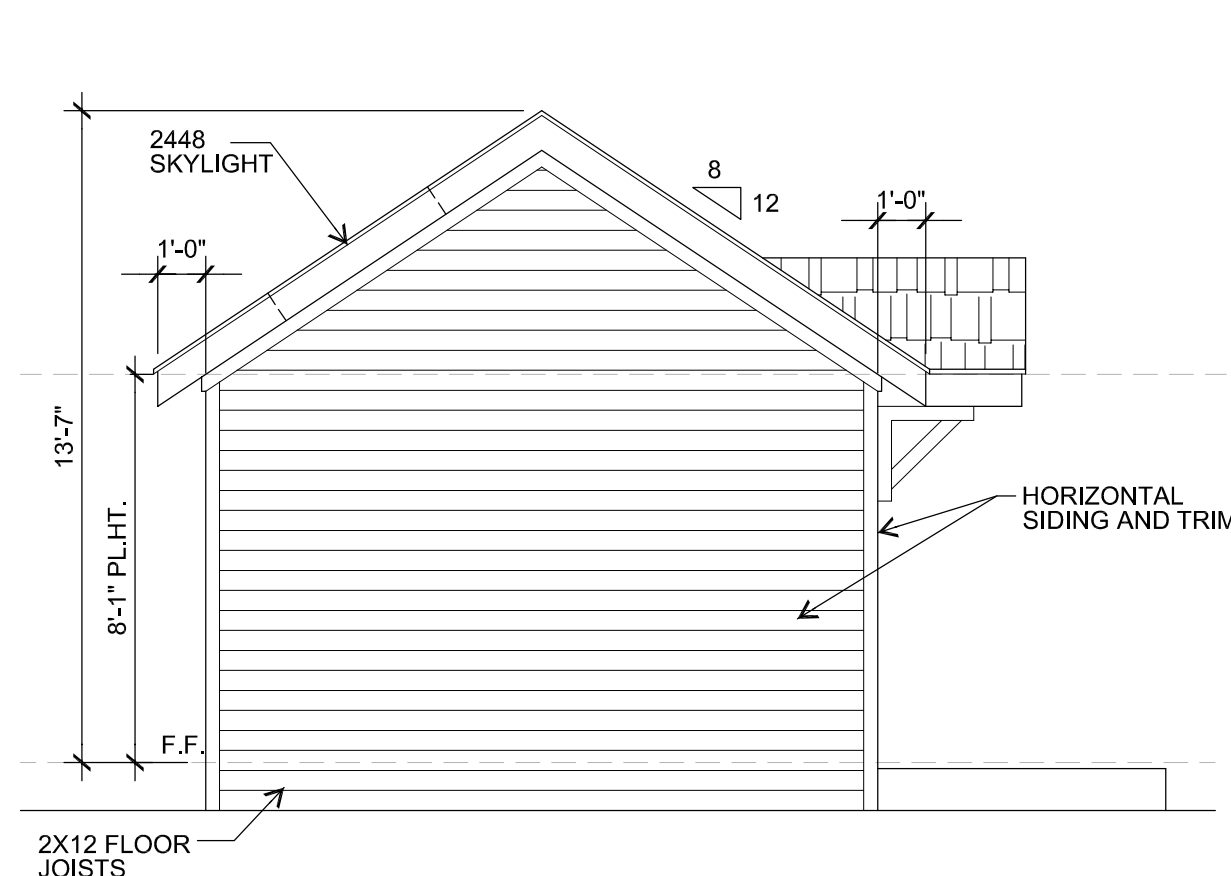 2448
SKYLIGHT
8
12
1'-0"
1'-0"
13'-7"
8'-1" PL.HT.
HORIZONTAL
SIDING AND TRIM
F.F.
2X12 FLOOR
JOISTS